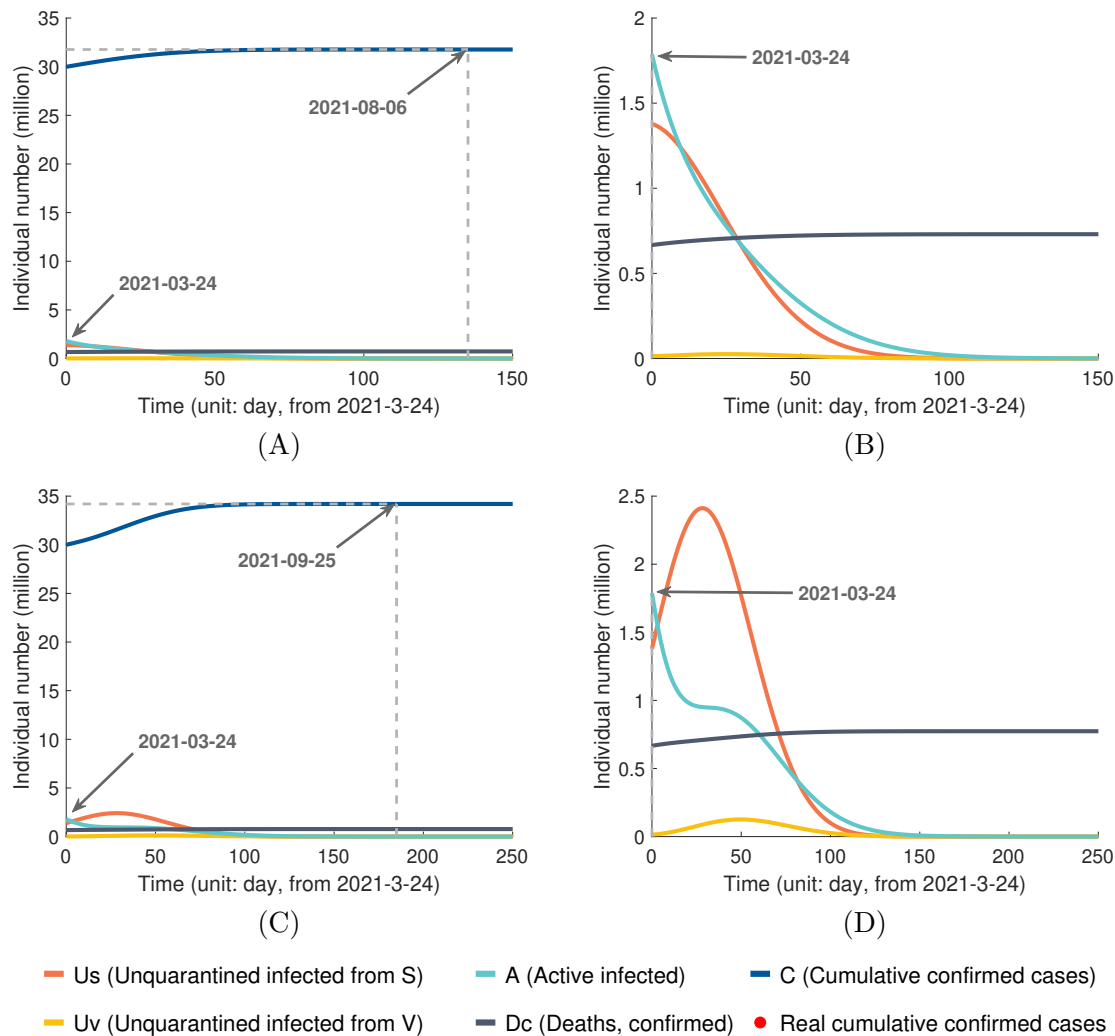 35
30
25
20
15
10
5
0
Individual number (million)
2021-08-06
2021-03-24
0 50 100 150
Time (unit: day, from 2021-3-24)
(A)
2
1.5
1
0.5
0
Individual number (million)
2021-03-24
0 50 100 150
Time (unit: day, from 2021-3-24)
(B)
35
30
25
20
15
10
5
0
Individual number (million)
2021-09-25
2021-03-24
0 50 100 150 200 250
Time (unit: day, from 2021-3-24)
(C)
2.5
2
1.5
1
0.5
0
Individual number (million)
2021-03-24
0 50 100 150 200 250
Time (unit: day, from 2021-3-24)
(D)
Us (Unquarantined infected from S) A (Active infected) C (Cumulative confirmed cases)
Uv (Unquarantined infected from V) Dc (Deaths, confirmed) Real cumulative confirmed cases